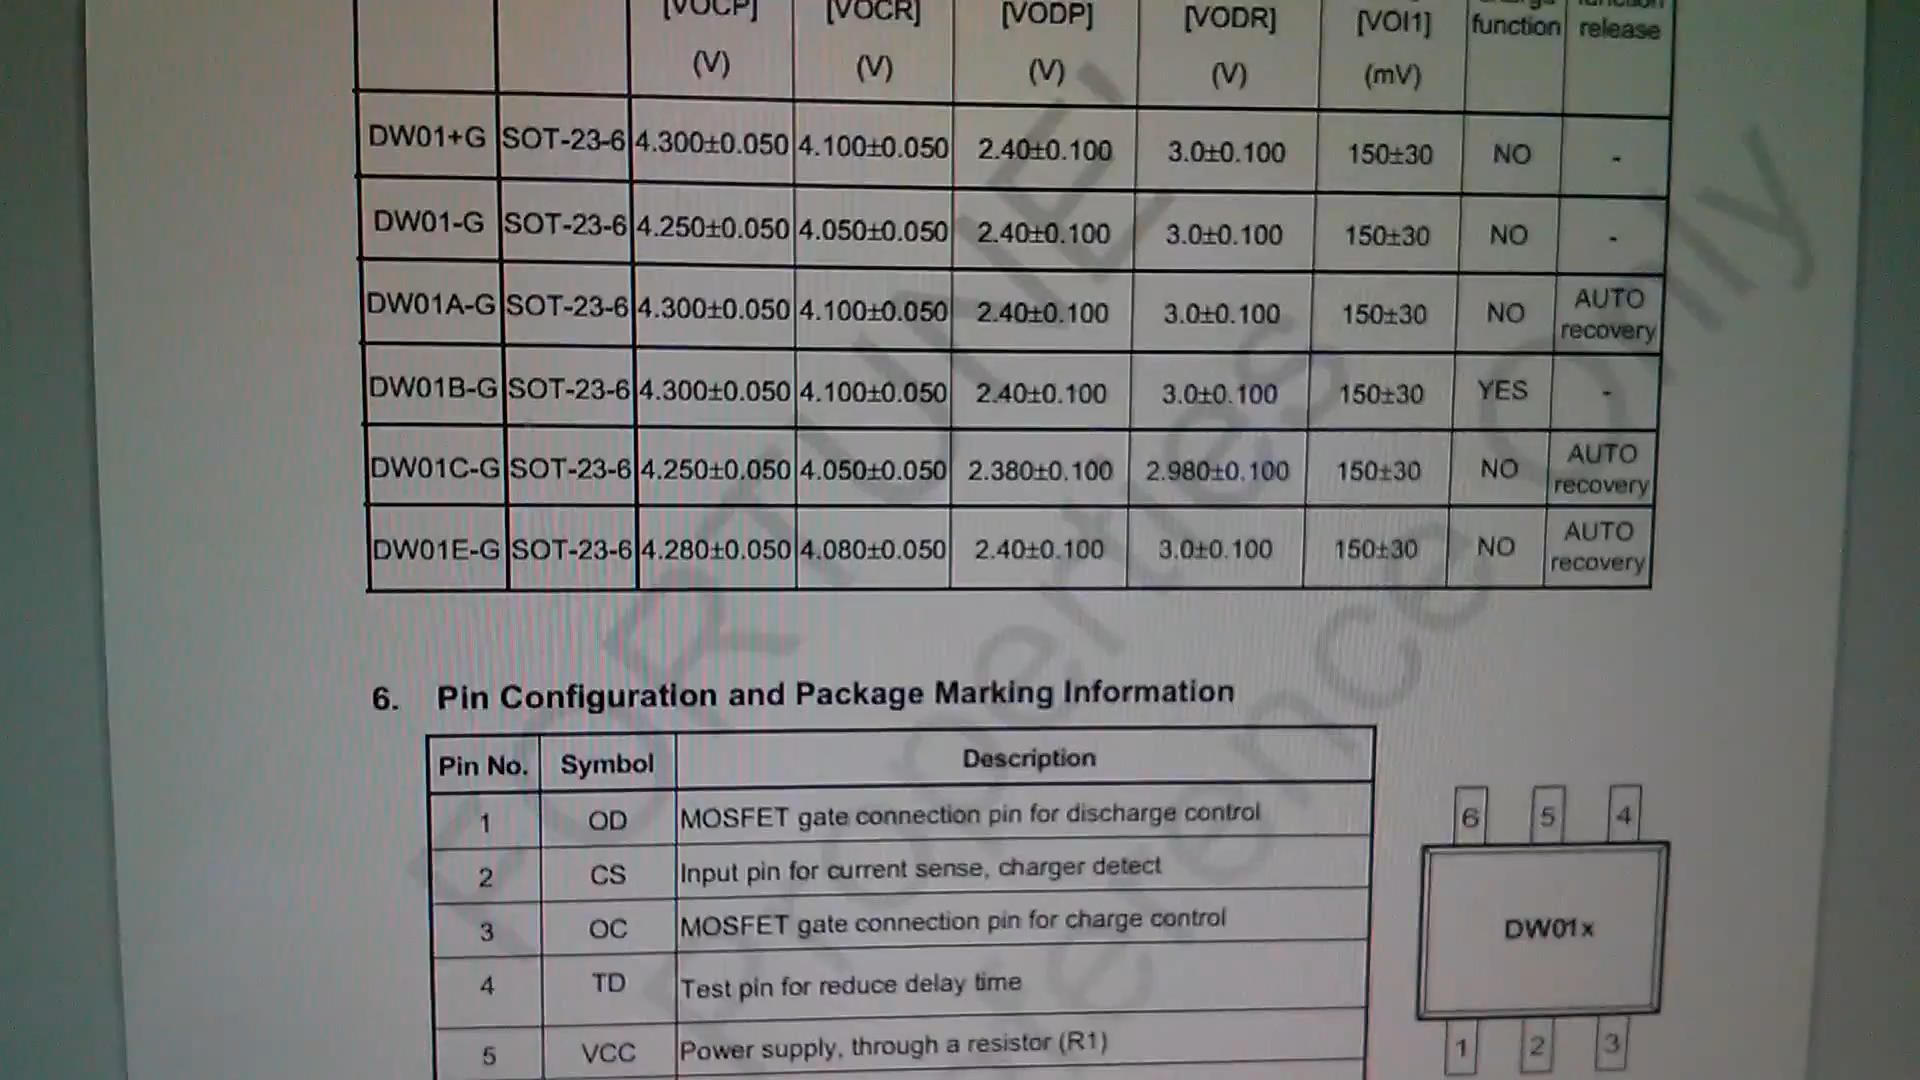 [VOCP] [VOCR] [VODP] [VODR] [VOI1] function release
(V) (V) (V) (V) (mV)
DW01+G SOT-23-6 4.300±0.050 4.100±0.050 2.40±0.100 3.0±0.100 150±30 NO -
DW01-G SOT-23-6 4.250±0.050 4.050±0.050 2.40±0.100 3.0±0.100 150±30 NO -
DW01A-G SOT-23-6 4.300±0.050 4.100±0.050 2.40±0.100 3.0±0.100 150±30 NO AUTO recovery
DW01B-G SOT-23-6 4.300±0.050 4.100±0.050 2.40±0.100 3.0±0.100 150±30 YES -
DW01C-G SOT-23-6 4.250±0.050 4.050±0.050 2.380±0.100 2.980±0.100 150±30 NO AUTO recovery
DW01E-G SOT-23-6 4.280±0.050 4.080±0.050 2.40±0.100 3.0±0.100 150±30 NO AUTO recovery
6. Pin Configuration and Package Marking Information
Pin No. Symbol Description
1 OD MOSFET gate connection pin for discharge control
2 CS Input pin for current sense, charger detect
3 OC MOSFET gate connection pin for charge control
4 TD Test pin for reduce delay time
5 VCC Power supply, through a resistor (R1)
6 5 4
DW01x
1 2 3
FORTUNE'
Properties
Only